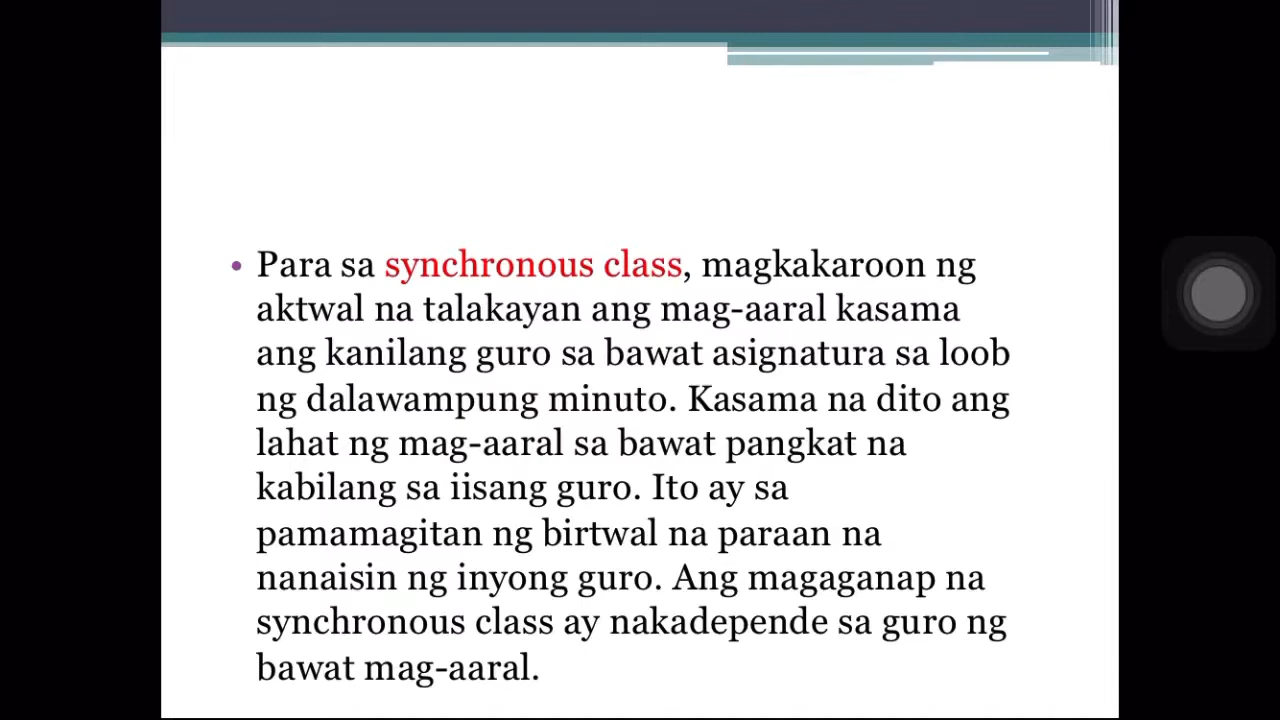 • Para sa synchronous class, magkakaroon ng
aktwal na talakayan ang mag-aaral kasama
ang kanilang guro sa bawat asignatura sa loob
ng dalawampung minuto. Kasama na dito ang
lahat ng mag-aaral sa bawat pangkat na
kabilang sa iisang guro. Ito ay sa
pamamagitan ng birtwal na paraan na
nanaisin ng inyong guro. Ang magaganap na
synchronous class ay nakadepende sa guro ng
bawat mag-aaral.